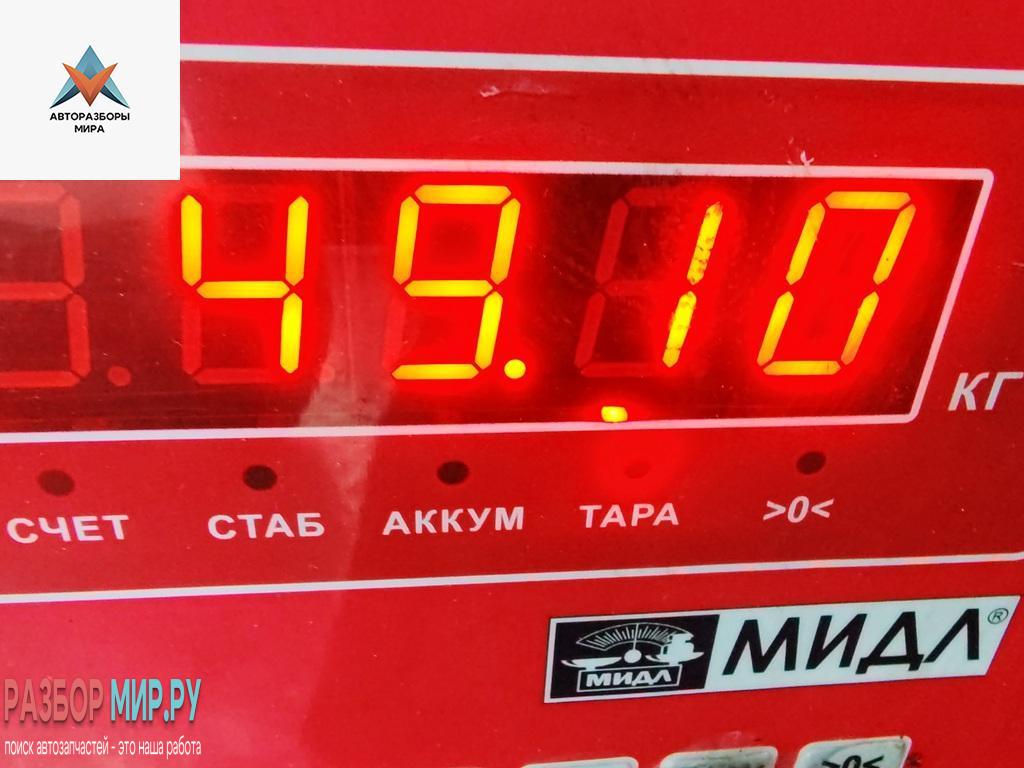 АВТОРАЗБОРЫ
МИРА
49.10
КГ
СЧЕТ СТАБ АККУМ ТАРА >0<
МИДЛ МИДЛ®
РАЗБОР МИР.РУ
поиск автозапчастей - это наша работа
>0<